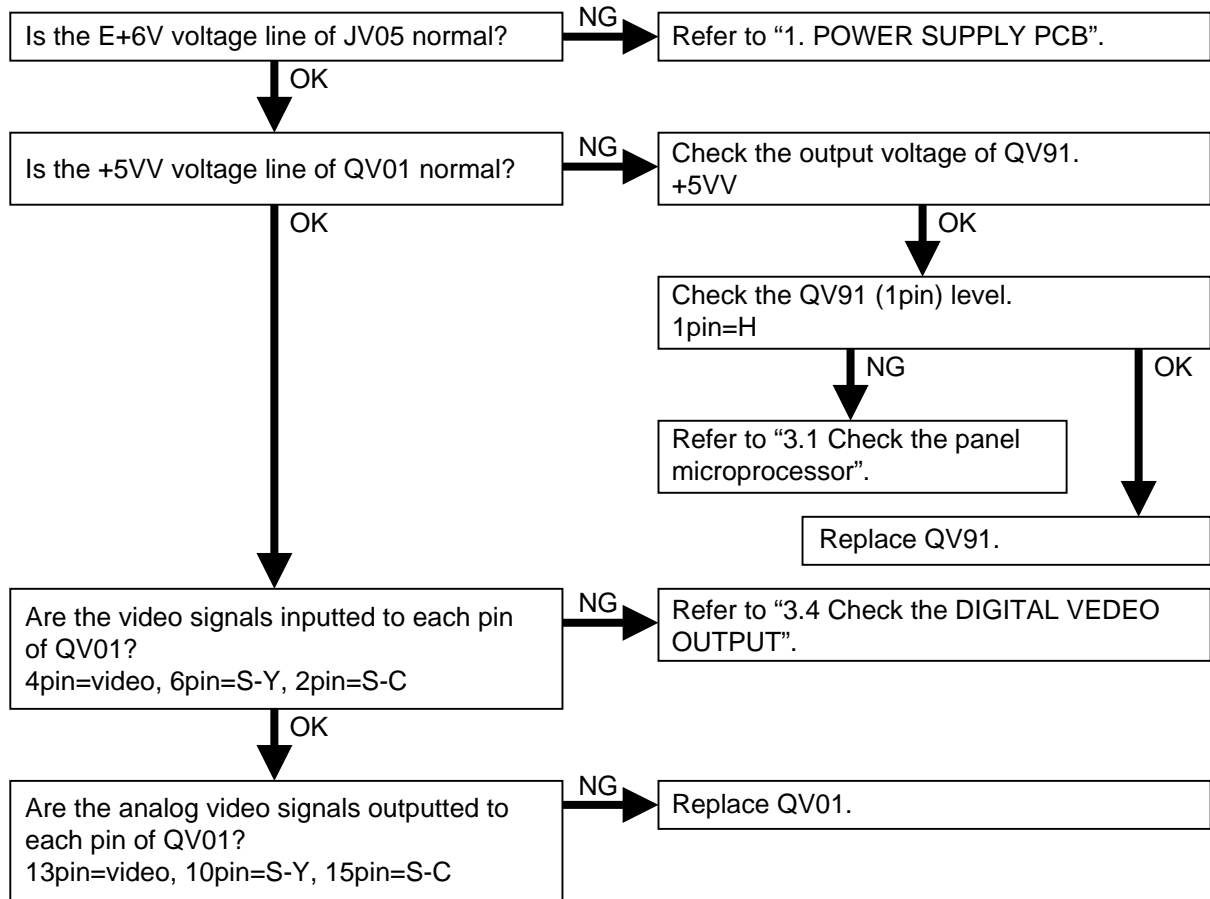 Is the E+6V voltage line of JV05 normal?
NG
Refer to “1. POWER SUPPLY PCB”.
OK
Is the +5VV voltage line of QV01 normal?
NG
Check the output voltage of QV91.
+5VV
OK
OK
Check the QV91 (1pin) level.
1pin=H
NG
OK
Refer to “3.1 Check the panel
microprocessor”.
Replace QV91.
Are the video signals inputted to each pin
of QV01?
4pin=video, 6pin=S-Y, 2pin=S-C
NG
Refer to “3.4 Check the DIGITAL VEDEO
OUTPUT”.
OK
Are the analog video signals outputted to
each pin of QV01?
13pin=video, 10pin=S-Y, 15pin=S-C
NG
Replace QV01.